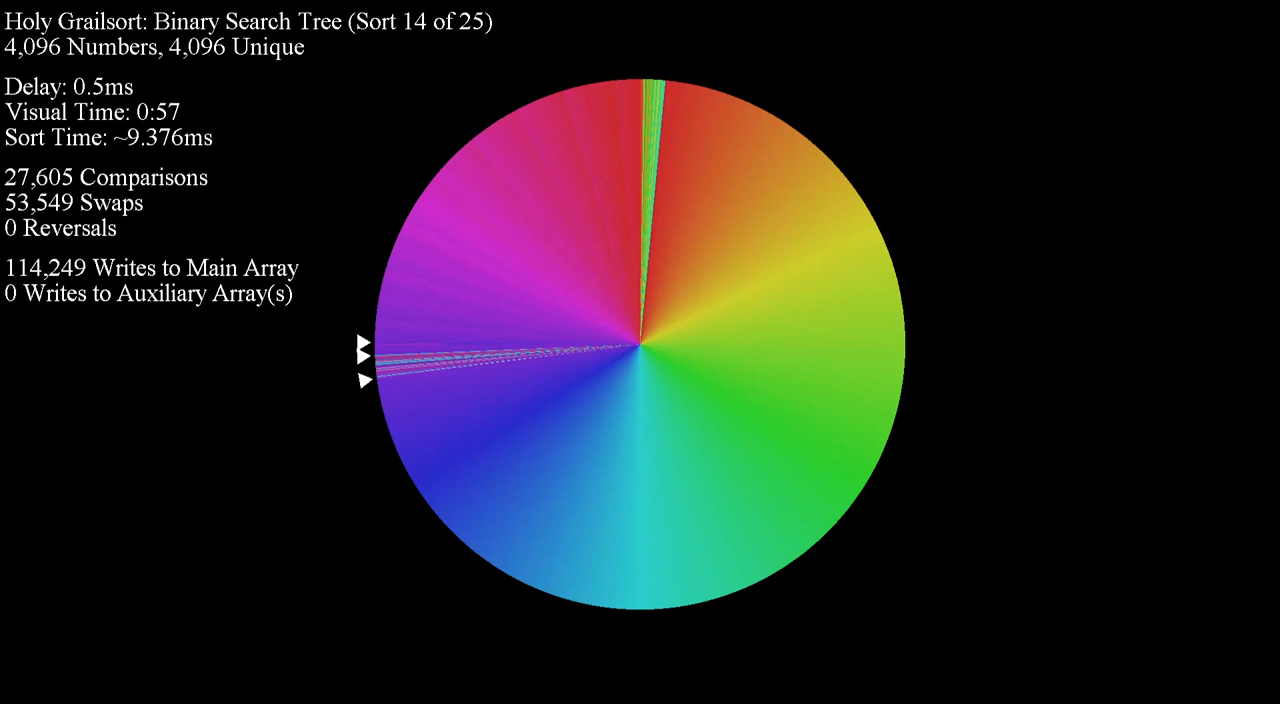 Holy Grailsort: Binary Search Tree (Sort 14 of 25)
4,096 Numbers, 4,096 Unique
Delay: 0.5ms
Visual Time: 0:57
Sort Time: ~9.376ms
27,605 Comparisons
53,549 Swaps
0 Reversals
114,249 Writes to Main Array
0 Writes to Auxiliary Array(s)